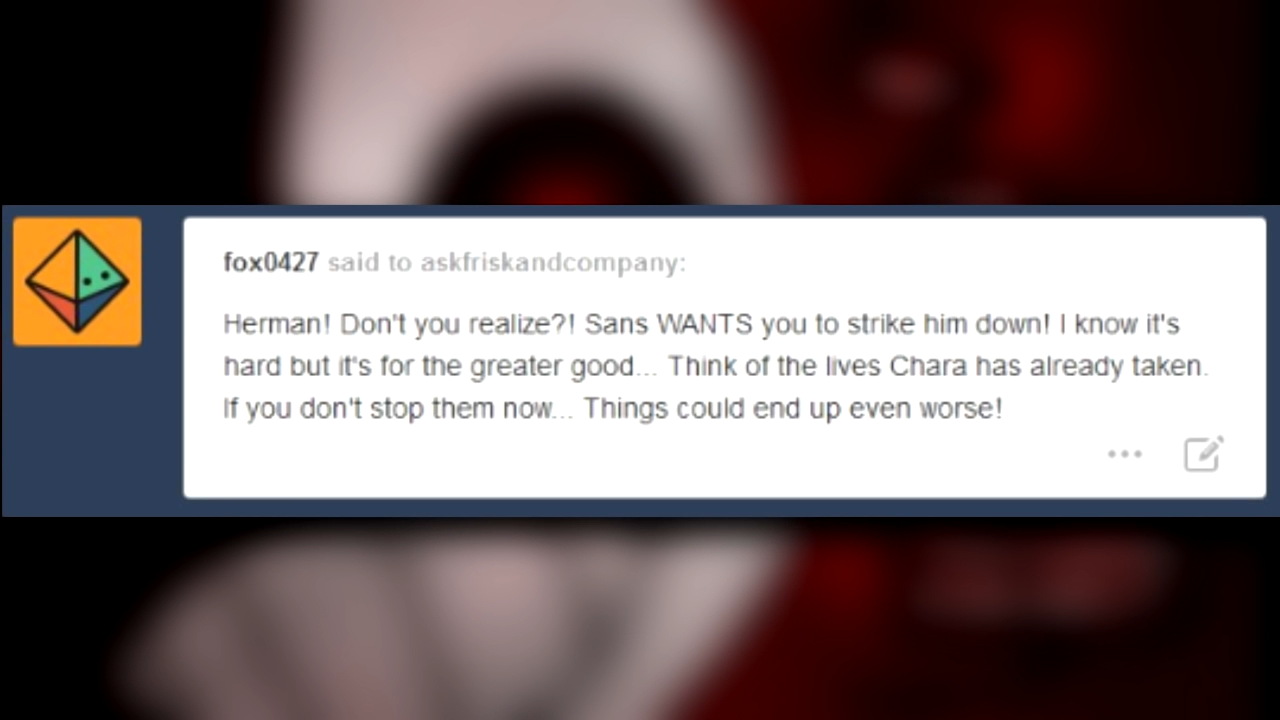 fox0427 said to askfriskandcompany:
Herman! Don't you realize?! Sans WANTS you to strike him down! I know it's
hard but it's for the greater good... Think of the lives Chara has already taken.
If you don't stop them now... Things could end up even worse!